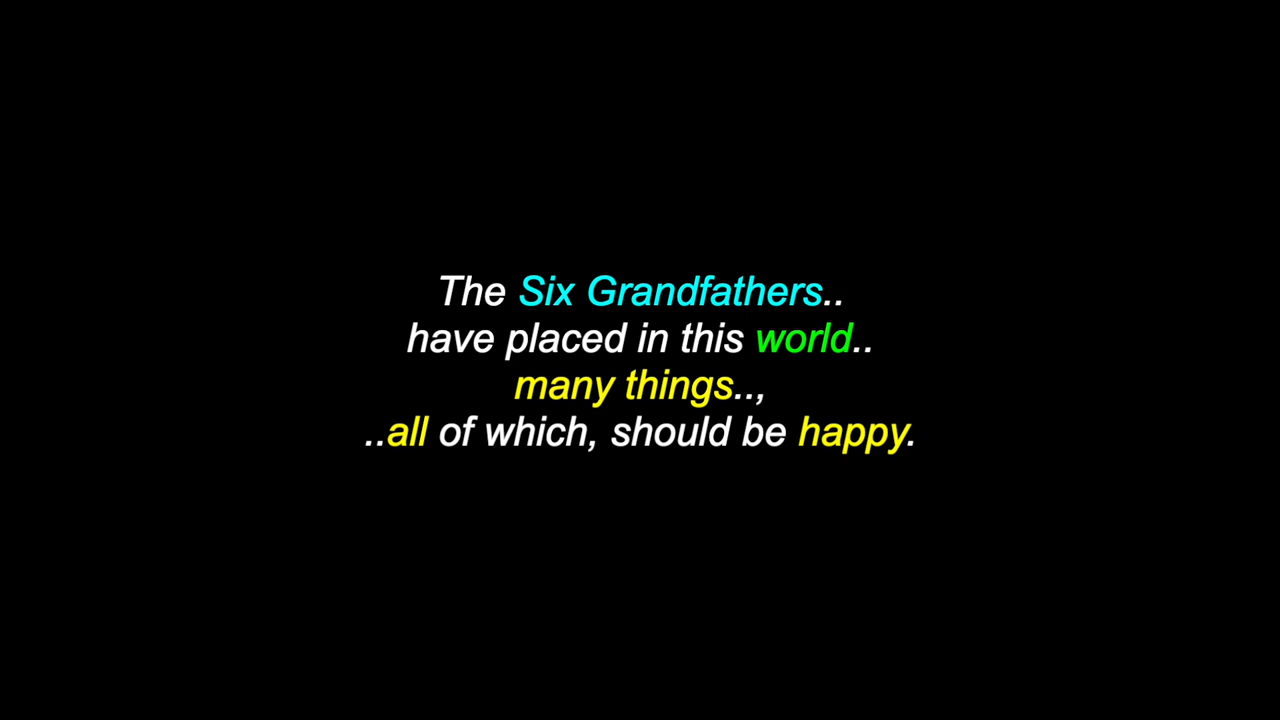 The Six Grandfathers..
have placed in this world..
many things..,
..all of which, should be happy.